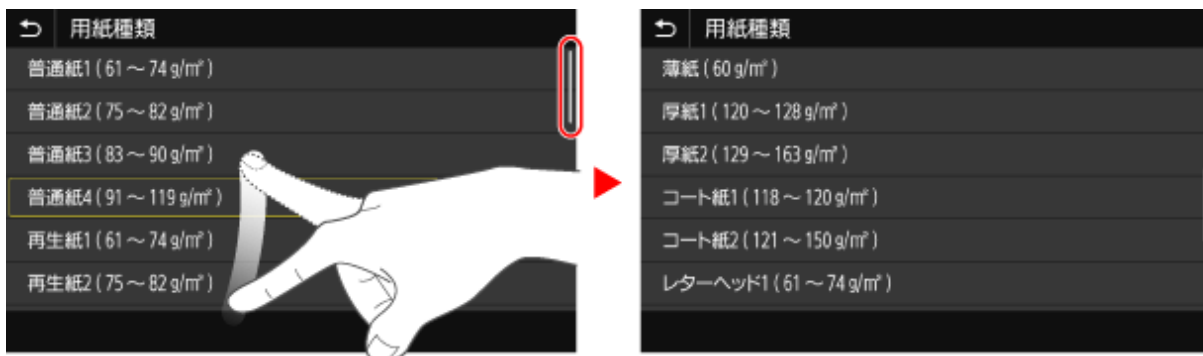 用紙種類
普通紙1 ( 61 ～ 74 g/m² )
普通紙2 ( 75 ～ 82 g/m² )
普通紙3 ( 83 ～ 90 g/m² )
普通紙4 ( 91 ～ 119 g/m² )
再生紙1 ( 61 ～ 74 g/m² )
再生紙2 ( 75 ～ 82 g/m² )
用紙種類
薄紙 ( 60 g/m² )
厚紙1 ( 120 ～ 128 g/m² )
厚紙2 ( 129 ～ 163 g/m² )
コート紙1 ( 118 ～ 120 g/m² )
コート紙2 ( 121 ～ 150 g/m² )
レターヘッド1 ( 61 ～ 74 g/m² )